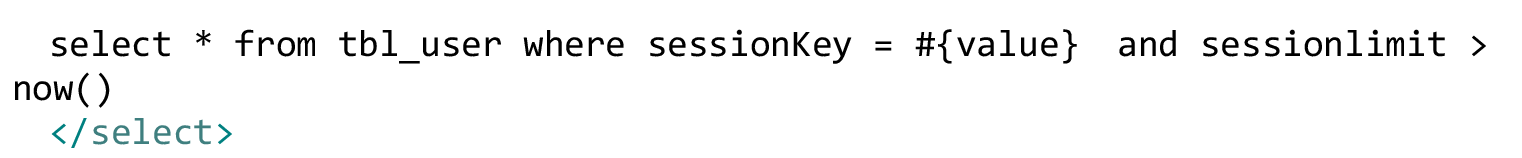 select * from tbl_user where sessionKey = #{value}  and sessionlimit >
now()
</select>